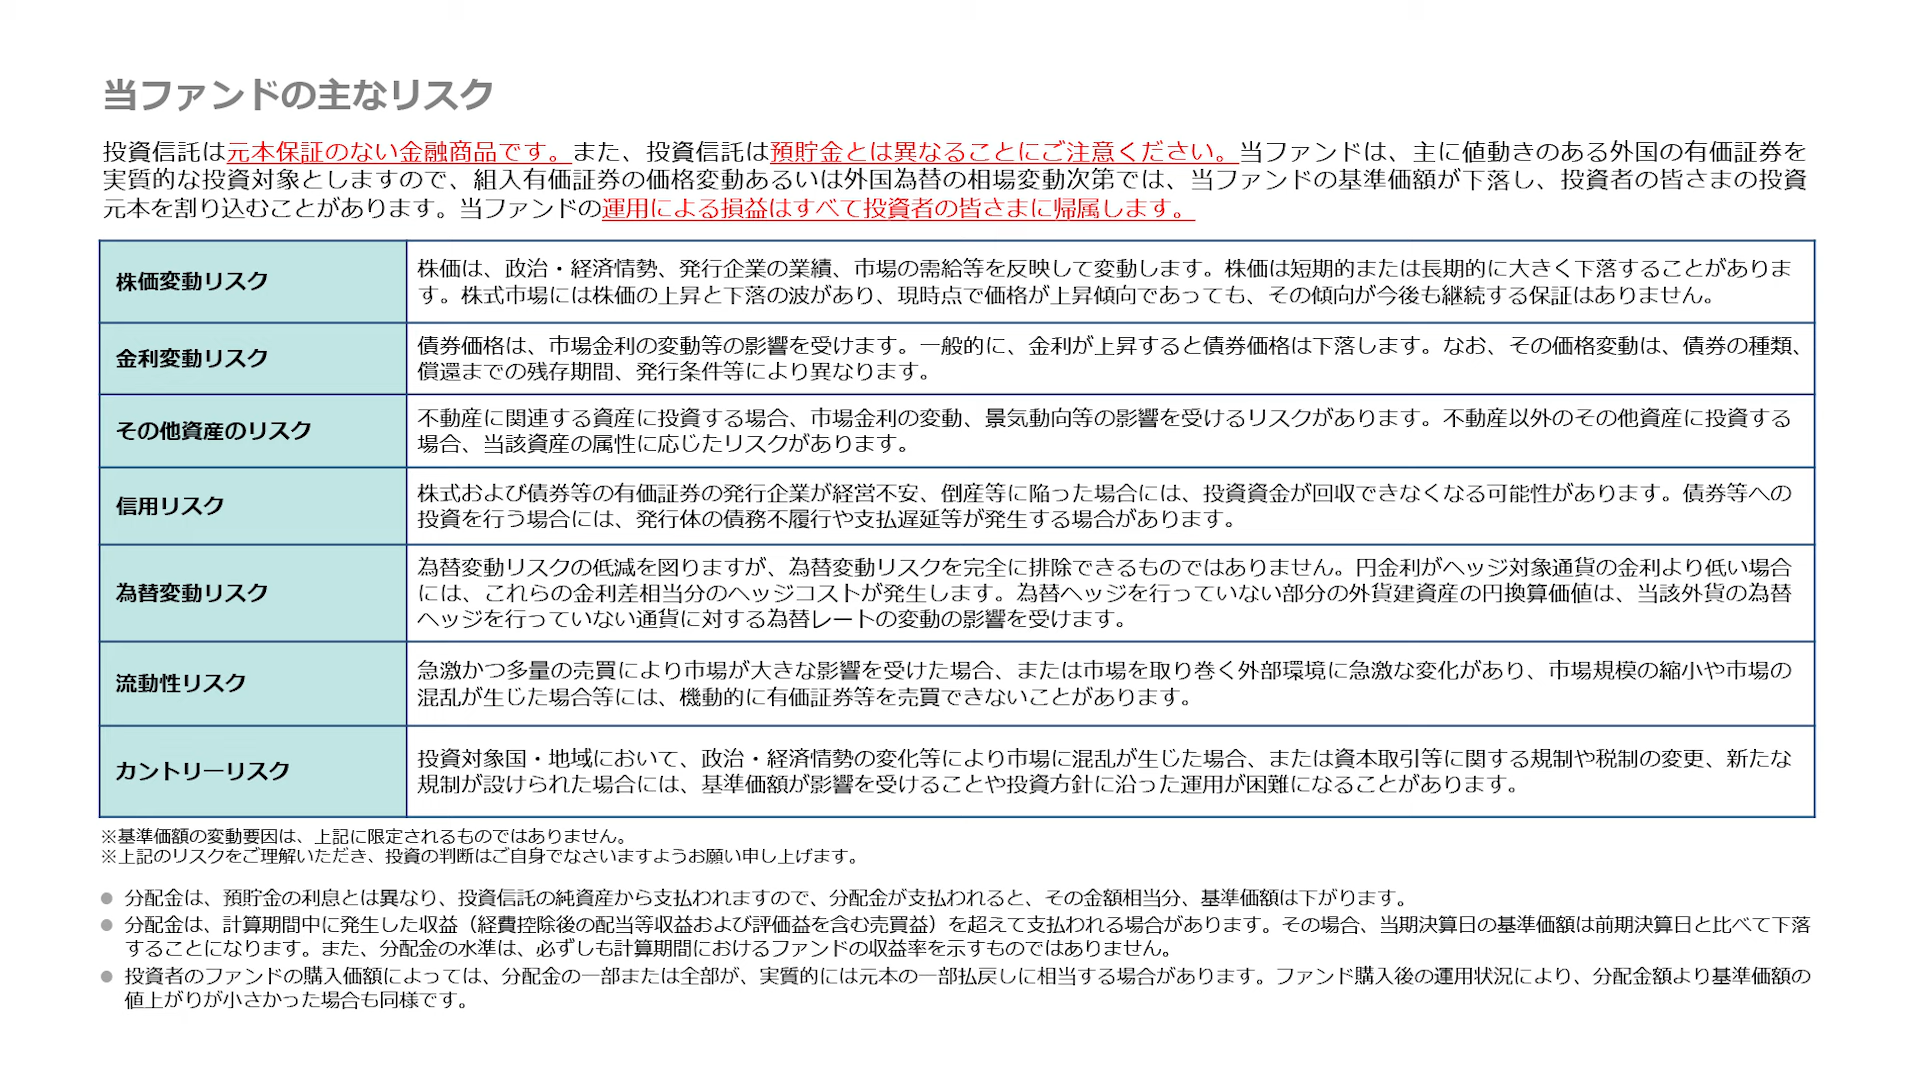 当ファンドの主なリスク
投資信託は元本保証のない金融商品です。また、投資信託は預貯金とは異なることにご注意ください。当ファンドは、主に値動きのある外国の有価証券を
実質的な投資対象としますので、組入有価証券の価格変動あるいは外国為替の相場変動次第では、当ファンドの基準価額が下落し、投資者の皆さまの投資
元本を割り込むことがあります。当ファンドの運用による損益はすべて投資者の皆さまに帰属します。
株価変動リスク
株価は、政治・経済情勢、発行企業の業績、市場の需給等を反映して変動します。株価は短期的または長期的に大きく下落することがありま
す。株式市場には株価の上昇と下落の波があり、現時点で価格が上昇傾向であっても、その傾向が今後も継続する保証はありません。
金利変動リスク
債券価格は、市場金利の変動等の影響を受けます。一般的に、金利が上昇すると債券価格は下落します。なお、その価格変動は、債券の種類、
償還までの残存期間、発行条件等により異なります。
その他資産のリスク
不動産に関連する資産に投資する場合、市場金利の変動、景気動向等の影響を受けるリスクがあります。不動産以外のその他資産に投資する
場合、当該資産の属性に応じたリスクがあります。
信用リスク
株式および債券等の有価証券の発行企業が経営不安、倒産等に陥った場合には、投資資金が回収できなくなる可能性があります。債券等への
投資を行う場合には、発行体の債務不履行や支払遅延等が発生する場合があります。
為替変動リスク
為替変動リスクの低減を図りますが、為替変動リスクを完全に排除できるものではありません。円金利がヘッジ対象通貨の金利より低い場合
には、これらの金利差相当分のヘッジコストが発生します。為替ヘッジを行っていない部分の外貨建資産の円換算価値は、当該外貨の為替
ヘッジを行っていない通貨に対する為替レートの変動の影響を受けます。
流動性リスク
急激かつ多量の売買により市場が大きな影響を受けた場合、または市場を取り巻く外部環境に急激な変化があり、市場規模の縮小や市場の
混乱が生じた場合等には、機動的に有価証券等を売買できないことがあります。
カントリーリスク
投資対象国・地域において、政治・経済情勢の変化等により市場に混乱が生じた場合、または資本取引等に関する規制や税制の変更、新たな
規制が設けられた場合には、基準価額が影響を受けることや投資方針に沿った運用が困難になることがあります。
※基準価額の変動要因は、上記に限定されるものではありません。
※上記のリスクをご理解いただき、投資の判断はご自身でなさいますようお願い申し上げます。
● 分配金は、預貯金の利息とは異なり、投資信託の純資産から支払われますので、分配金が支払われると、その金額相当分、基準価額は下がります。
● 分配金は、計算期間中に発生した収益（経費控除後の配当等収益および評価益を含む売買益）を超えて支払われる場合があります。その場合、当期決算日の基準価額は前期決算日と比べて下落
することになります。また、分配金の水準は、必ずしも計算期間におけるファンドの収益率を示すものではありません。
● 投資者のファンドの購入価額によっては、分配金の一部または全部が、実質的には元本の一部払戻しに相当する場合があります。ファンド購入後の運用状況により、分配金額より基準価額の
値上がりが小さかった場合も同様です。